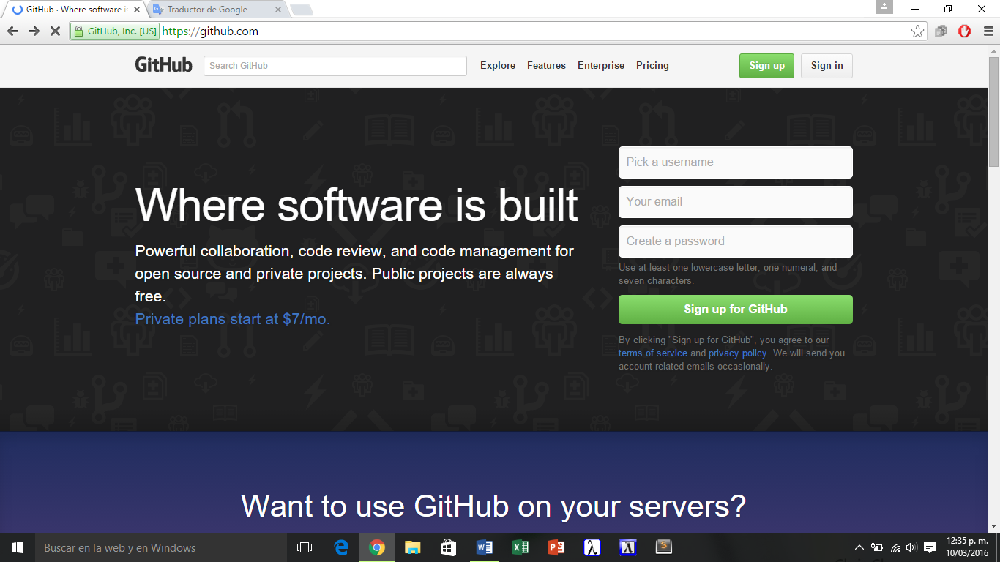 GitHub · Where software is
Traductor de Google
GitHub, Inc. [US] https://github.com
GitHub Search GitHub Explore Features Enterprise Pricing Sign up Sign in
Where software is built
Powerful collaboration, code review, and code management for
open source and private projects. Public projects are always
free.
Private plans start at $7/mo.
Pick a username
Your email
Create a password
Use at least one lowercase letter, one numeral, and
seven characters.
Sign up for GitHub
By clicking "Sign up for GitHub", you agree to our
terms of service and privacy policy. We will send you
account related emails occasionally.
Want to use GitHub on your servers?
Buscar en la web y en Windows
12:35 p. m.
10/03/2016